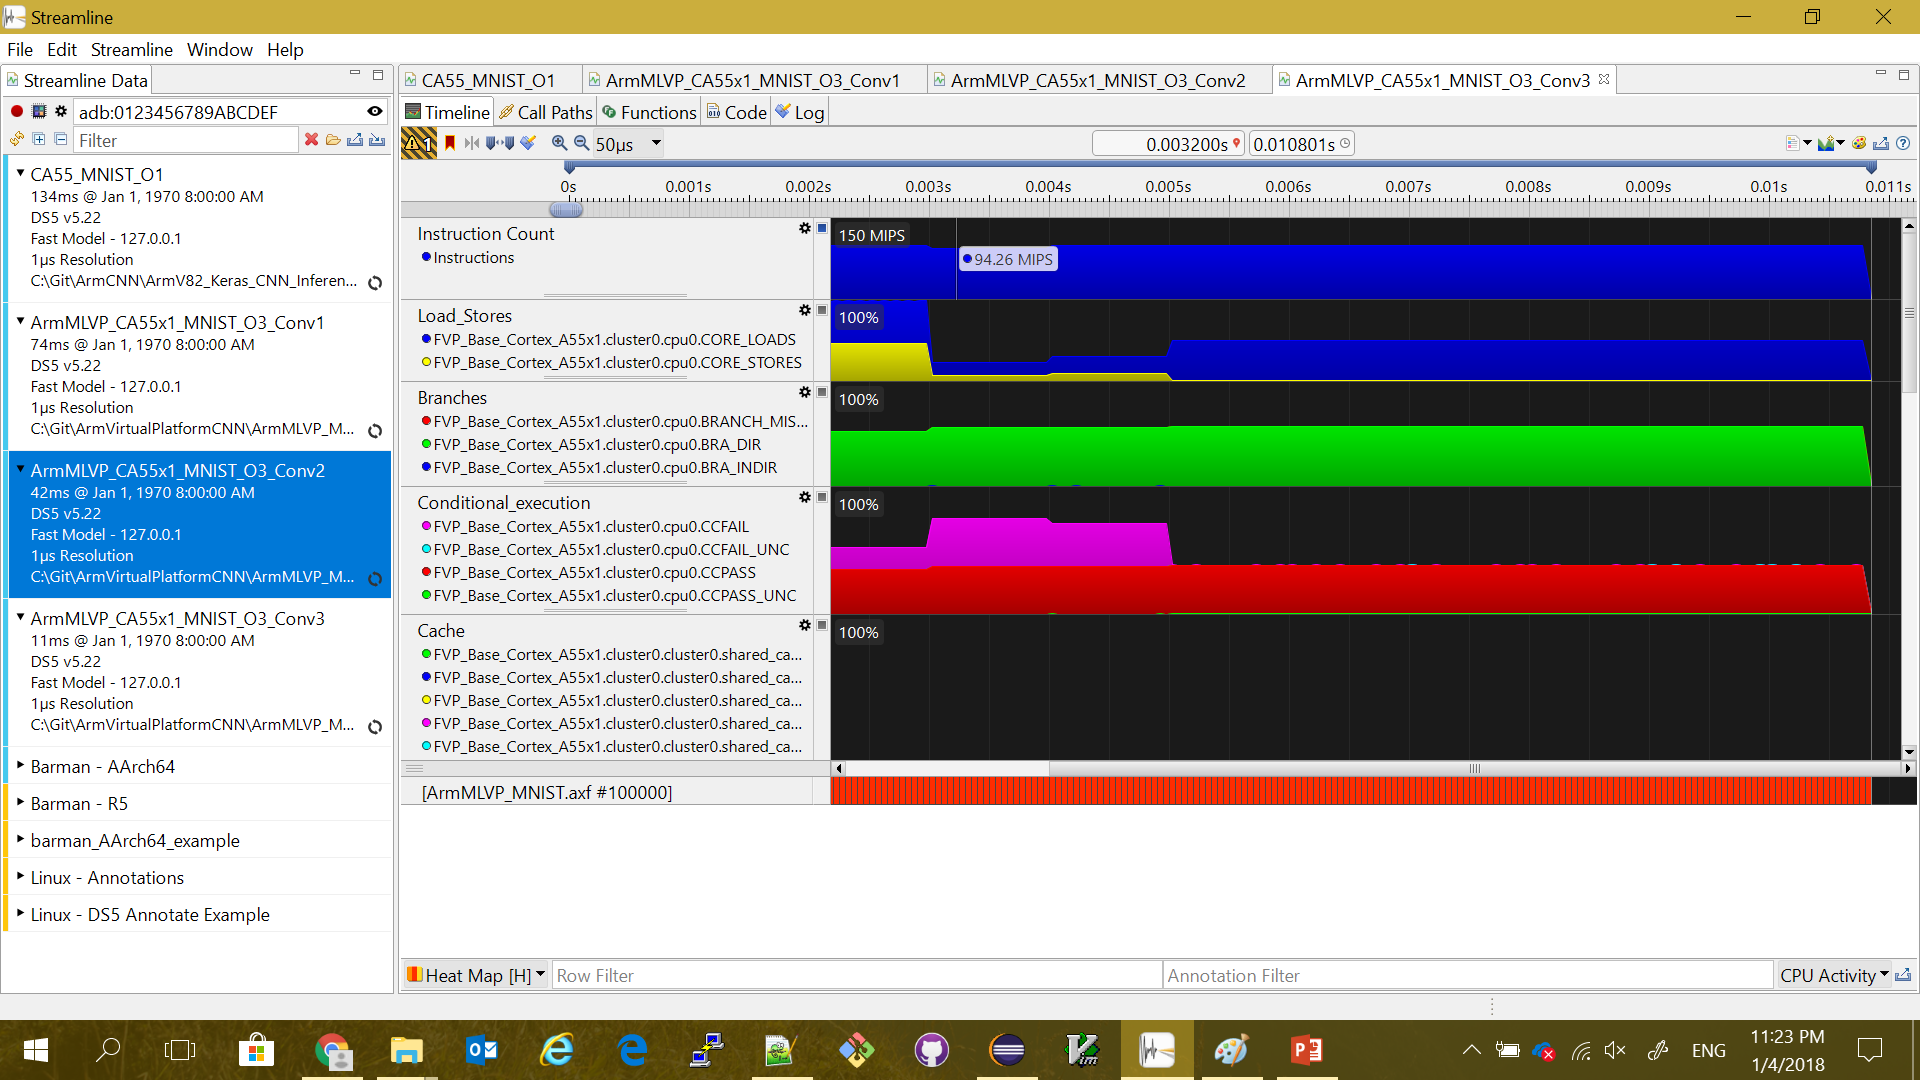 Streamline
File Edit Streamline Window Help
Streamline Data
adb:0123456789ABCDEF
Filter
CA55_MNIST_O1
134ms @ Jan 1, 1970 8:00:00 AM
DS5 v5.22
Fast Model - 127.0.0.1
1µs Resolution
C:\Git\ArmCNN\ArmV82_Keras_CNN_Inferen...
ArmMLVP_CA55x1_MNIST_O3_Conv1
74ms @ Jan 1, 1970 8:00:00 AM
DS5 v5.22
Fast Model - 127.0.0.1
1µs Resolution
C:\Git\ArmVirtualPlatformCNN\ArmMLVP_M...
ArmMLVP_CA55x1_MNIST_O3_Conv2
42ms @ Jan 1, 1970 8:00:00 AM
DS5 v5.22
Fast Model - 127.0.0.1
1µs Resolution
C:\Git\ArmVirtualPlatformCNN\ArmMLVP_M...
ArmMLVP_CA55x1_MNIST_O3_Conv3
11ms @ Jan 1, 1970 8:00:00 AM
DS5 v5.22
Fast Model - 127.0.0.1
1µs Resolution
C:\Git\ArmVirtualPlatformCNN\ArmMLVP_M...
Barman - AArch64
Barman - R5
barman_AArch64_example
Linux - Annotations
Linux - DS5 Annotate Example
CA55_MNIST_O1 ArmMLVP_CA55x1_MNIST_O3_Conv1 ArmMLVP_CA55x1_MNIST_O3_Conv2 ArmMLVP_CA55x1_MNIST_O3_Conv3
Timeline Call Paths Functions Code Log
1 50µs 0.003200s 0.010801s
0s 0.001s 0.002s 0.003s 0.004s 0.005s 0.006s 0.007s 0.008s 0.009s 0.01s 0.011s
Instruction Count
150 MIPS
Instructions
94.26 MIPS
Load_Stores
100%
FVP_Base_Cortex_A55x1.cluster0.cpu0.CORE_LOADS
FVP_Base_Cortex_A55x1.cluster0.cpu0.CORE_STORES
Branches
100%
FVP_Base_Cortex_A55x1.cluster0.cpu0.BRANCH_MIS...
FVP_Base_Cortex_A55x1.cluster0.cpu0.BRA_DIR
FVP_Base_Cortex_A55x1.cluster0.cpu0.BRA_INDIR
Conditional_execution
100%
FVP_Base_Cortex_A55x1.cluster0.cpu0.CCFAIL
FVP_Base_Cortex_A55x1.cluster0.cpu0.CCFAIL_UNC
FVP_Base_Cortex_A55x1.cluster0.cpu0.CCPASS
FVP_Base_Cortex_A55x1.cluster0.cpu0.CCPASS_UNC
Cache
100%
FVP_Base_Cortex_A55x1.cluster0.cluster0.shared_ca...
FVP_Base_Cortex_A55x1.cluster0.cluster0.shared_ca...
FVP_Base_Cortex_A55x1.cluster0.cluster0.shared_ca...
FVP_Base_Cortex_A55x1.cluster0.cluster0.shared_ca...
FVP_Base_Cortex_A55x1.cluster0.cluster0.shared_ca...
[ArmMLVP_MNIST.axf #100000]
Heat Map [H] Row Filter Annotation Filter CPU Activity
ENG
11:23 PM
1/4/2018